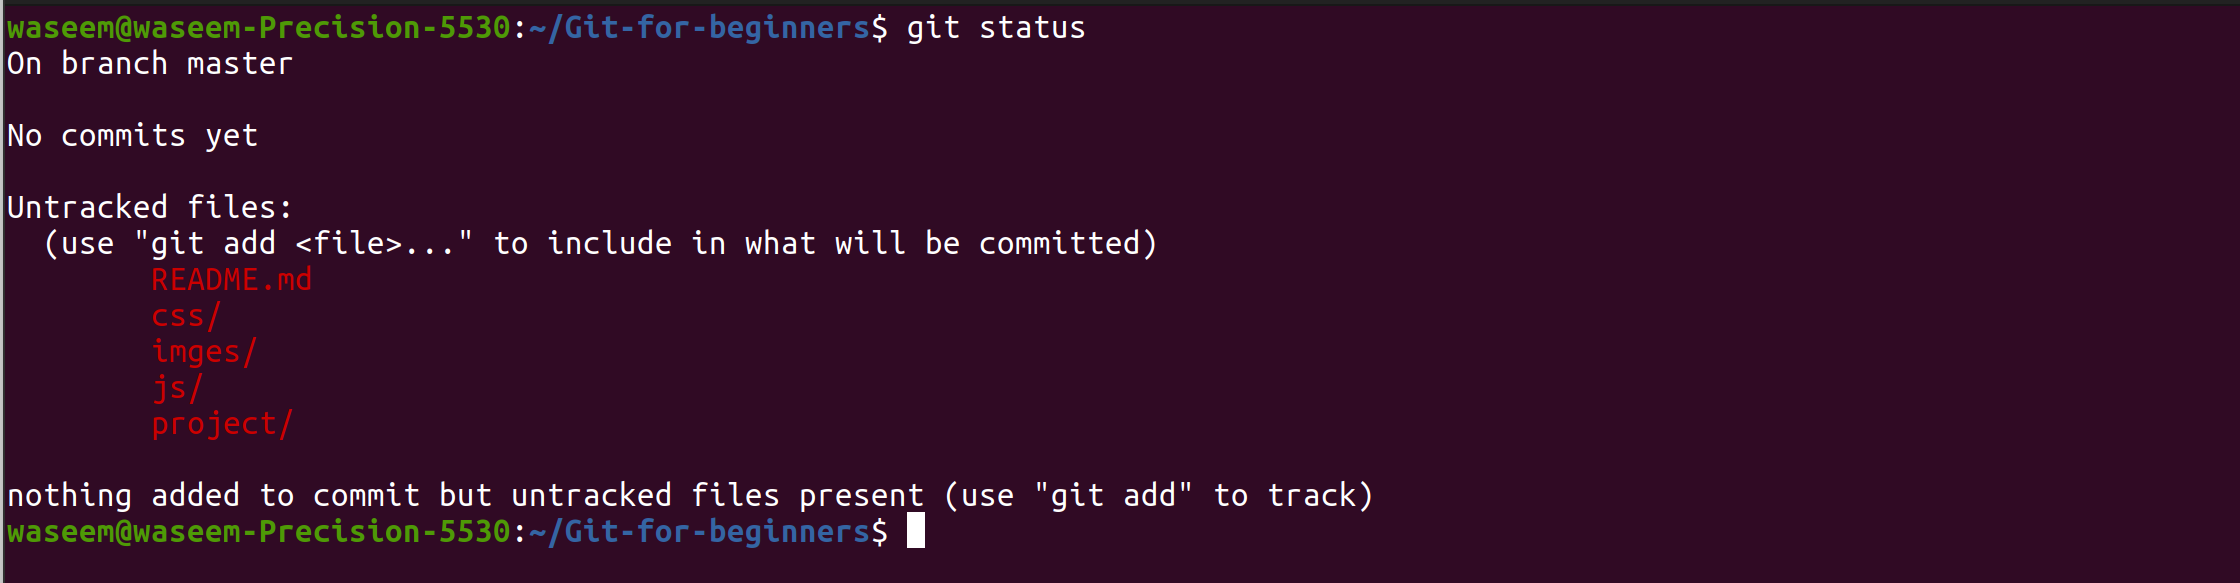 waseem@waseem-Precision-5530:~/Git-for-beginners$ git status
On branch master
No commits yet
Untracked files:
  (use "git add <file>..." to include in what will be committed)
        README.md
        css/
        imges/
        js/
        project/
nothing added to commit but untracked files present (use "git add" to track)
waseem@waseem-Precision-5530:~/Git-for-beginners$